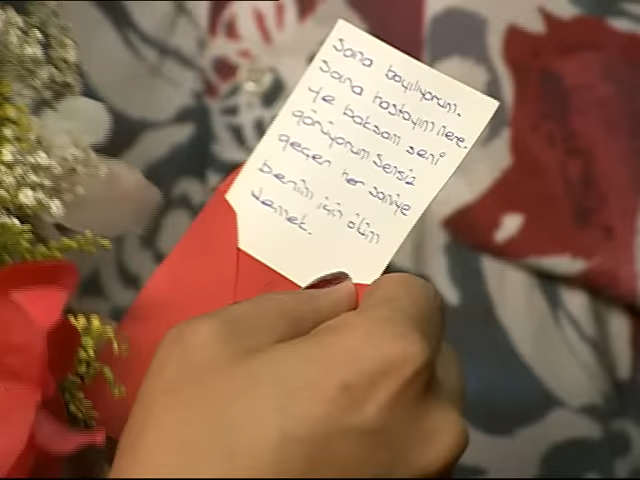 Sana bayılıyorum.
Sana hastayım nere.
ye baksam seni
görüyorum Sensiz
geçen her saniye
benim için ölüm
demek.